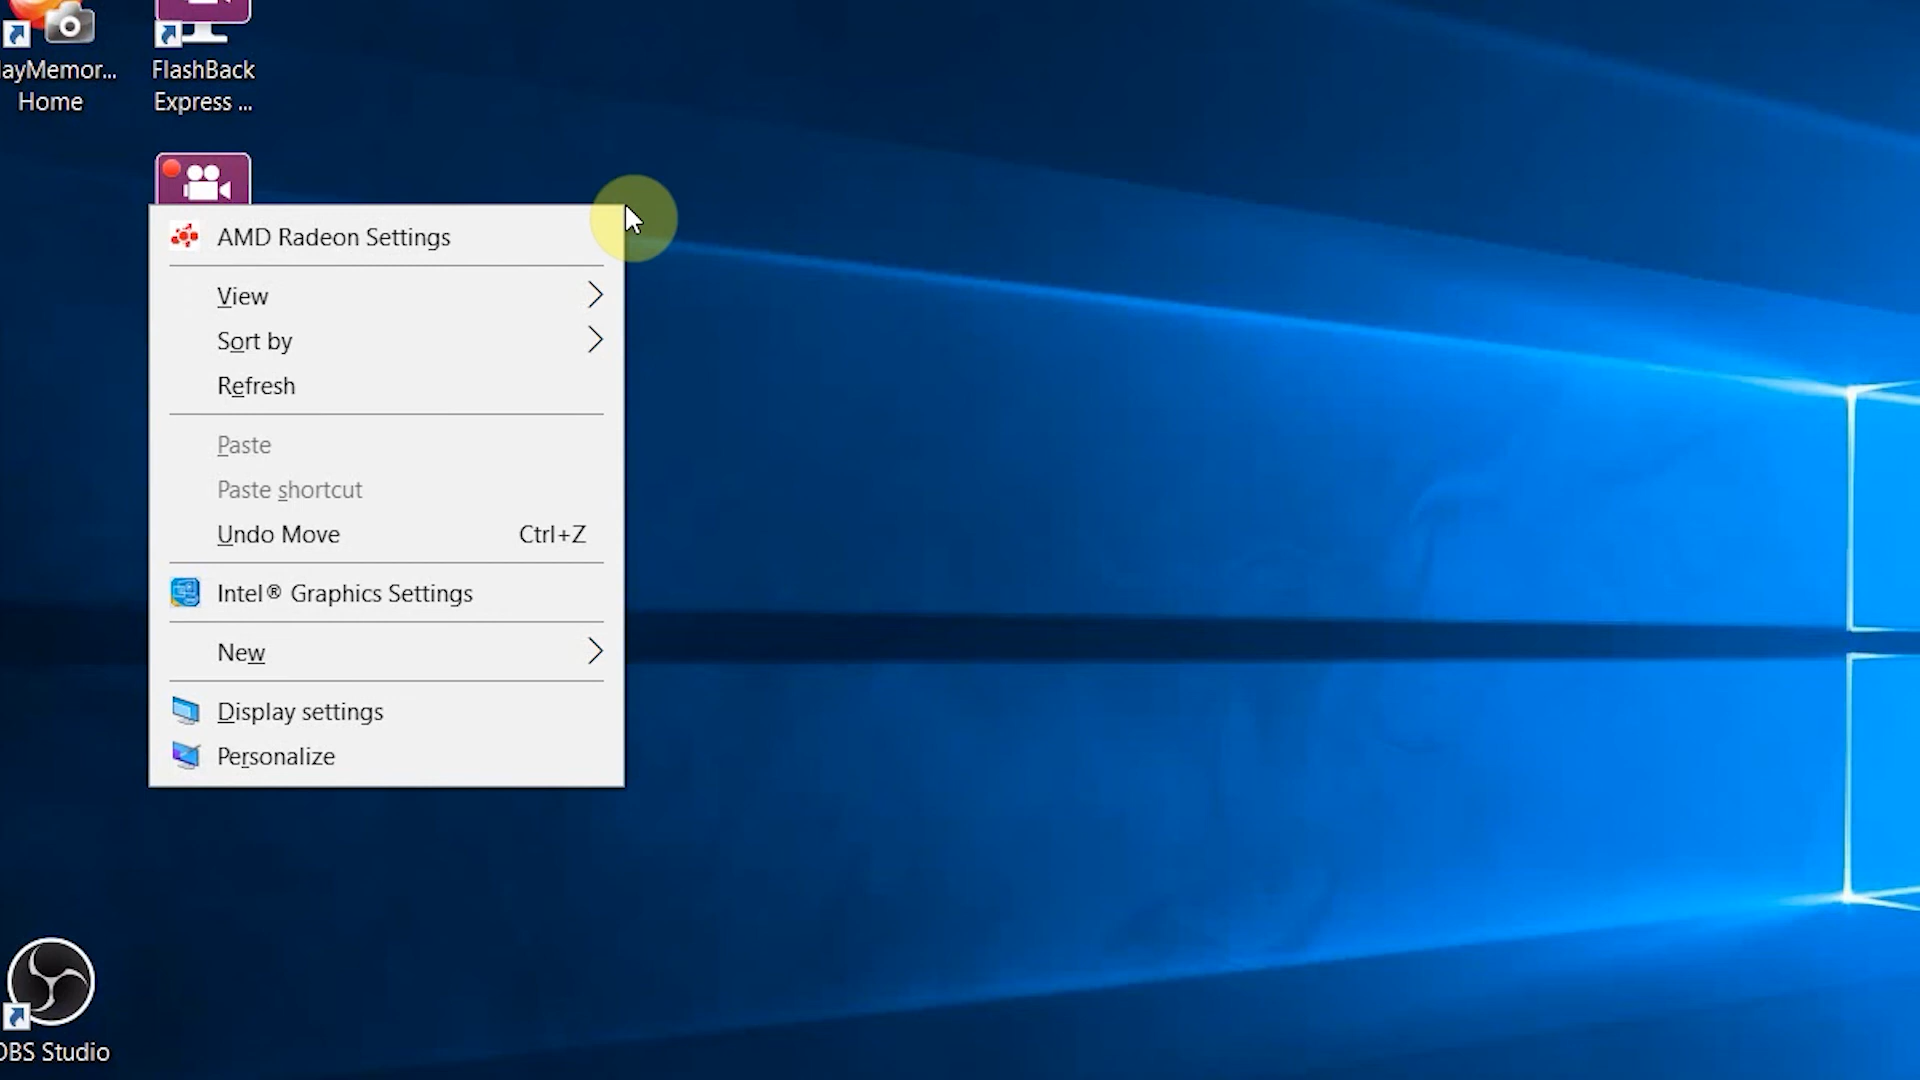 layMemor...
Home
FlashBack
Express ...
AMD Radeon Settings
View
Sort by
Refresh
Paste
Paste shortcut
Undo Move Ctrl+Z
Intel® Graphics Settings
New
Display settings
Personalize
OBS Studio